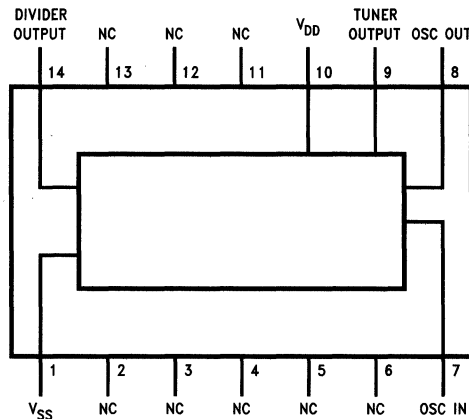 DIVIDER OUTPUT NC NC NC VDD TUNER OUTPUT OSC OUT
14 13 12 11 10 9 8
1 2 3 4 5 6 7
VSS NC NC NC NC NC OSC IN